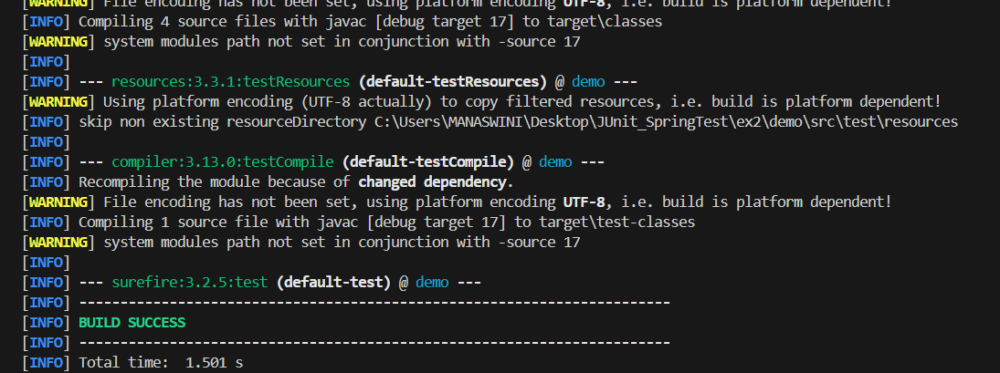 [WARNING] File encoding has not been set, using platform encoding UTF-8, i.e. build is platform dependent!
[INFO] Compiling 4 source files with javac [debug target 17] to target\classes
[WARNING] system modules path not set in conjunction with -source 17
[INFO]
[INFO] --- resources:3.3.1:testResources (default-testResources) @ demo ---
[WARNING] Using platform encoding (UTF-8 actually) to copy filtered resources, i.e. build is platform dependent!
[INFO] skip non existing resourceDirectory C:\Users\MANASWINI\Desktop\JUnit_SpringTest\ex2\demo\src\test\resources
[INFO]
[INFO] --- compiler:3.13.0:testCompile (default-testCompile) @ demo ---
[INFO] Recompiling the module because of changed dependency.
[WARNING] File encoding has not been set, using platform encoding UTF-8, i.e. build is platform dependent!
[INFO] Compiling 1 source file with javac [debug target 17] to target\test-classes
[WARNING] system modules path not set in conjunction with -source 17
[INFO]
[INFO] --- surefire:3.2.5:test (default-test) @ demo ---
[INFO] ------------------------------------------------------------------------
[INFO] BUILD SUCCESS
[INFO] ------------------------------------------------------------------------
[INFO] Total time:  1.501 s